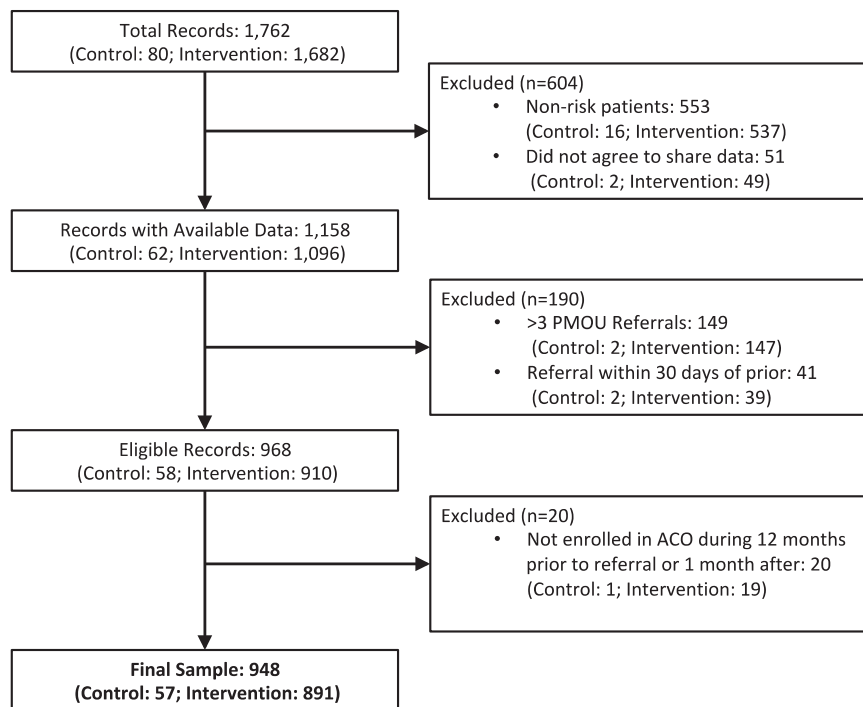 Total Records: 1,762
(Control: 80; Intervention: 1,682)
Excluded (n=604)
• Non-risk patients: 553
(Control: 16; Intervention: 537)
• Did not agree to share data: 51
(Control: 2; Intervention: 49)
Records with Available Data: 1,158
(Control: 62; Intervention: 1,096)
Excluded (n=190)
• >3 PMOU Referrals: 149
(Control: 2; Intervention: 147)
• Referral within 30 days of prior: 41
(Control: 2; Intervention: 39)
Eligible Records: 968
(Control: 58; Intervention: 910)
Excluded (n=20)
• Not enrolled in ACO during 12 months
prior to referral or 1 month after: 20
(Control: 1; Intervention: 19)
Final Sample: 948
(Control: 57; Intervention: 891)